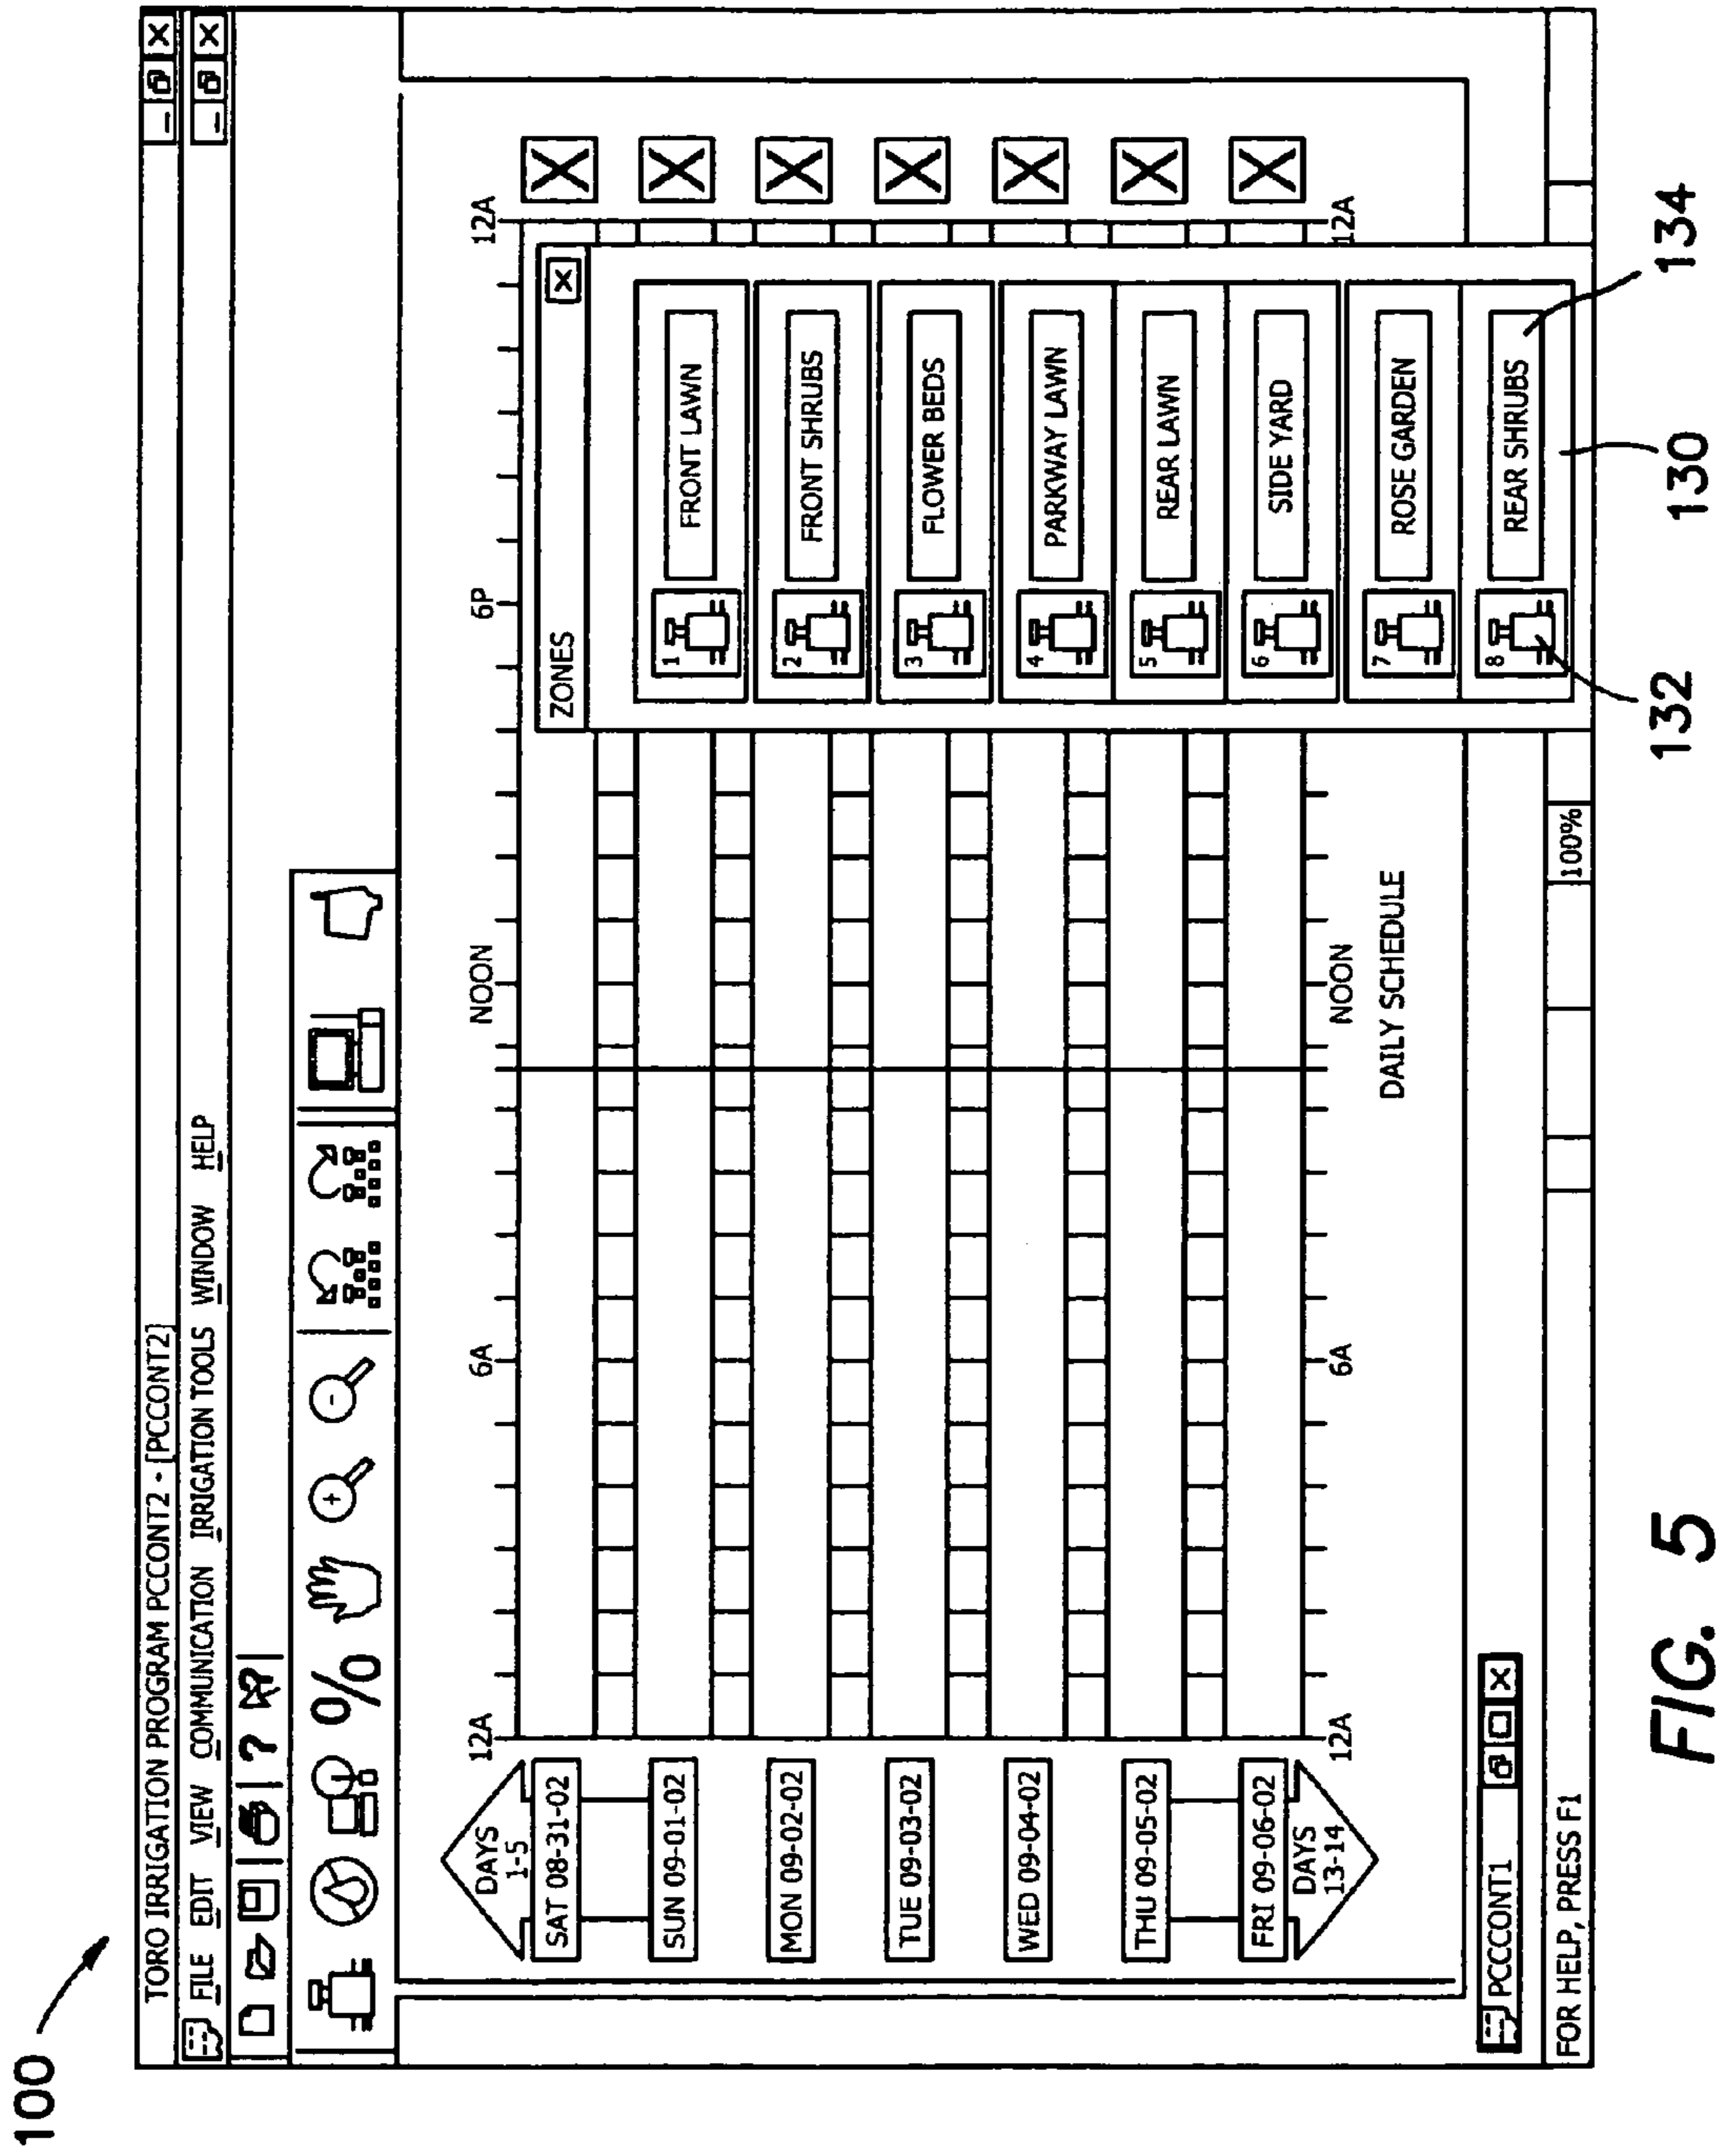 100
TORO IRRIGATION PROGRAM PCCONT2 - [PCCONT2]
FILE EDIT VIEW COMMUNICATION IRRIGATION TOOLS WINDOW HELP
?
%
+
-
12A 6A NOON 6P 12A
DAYS
1-5
SAT 08-31-02
SUN 09-01-02
MON 09-02-02
TUE 09-03-02
WED 09-04-02
THU 09-05-02
FRI 09-06-02
DAYS
13-14
ZONES
1 FRONT LAWN
2 FRONT SHRUBS
3 FLOWER BEDS
4 PARKWAY LAWN
5 REAR LAWN
6 SIDE YARD
7 ROSE GARDEN
8 REAR SHRUBS
12A 6A NOON 12A
DAILY SCHEDULE
PCCCONT1
FOR HELP, PRESS F1
100%
132
130
134
FIG. 5